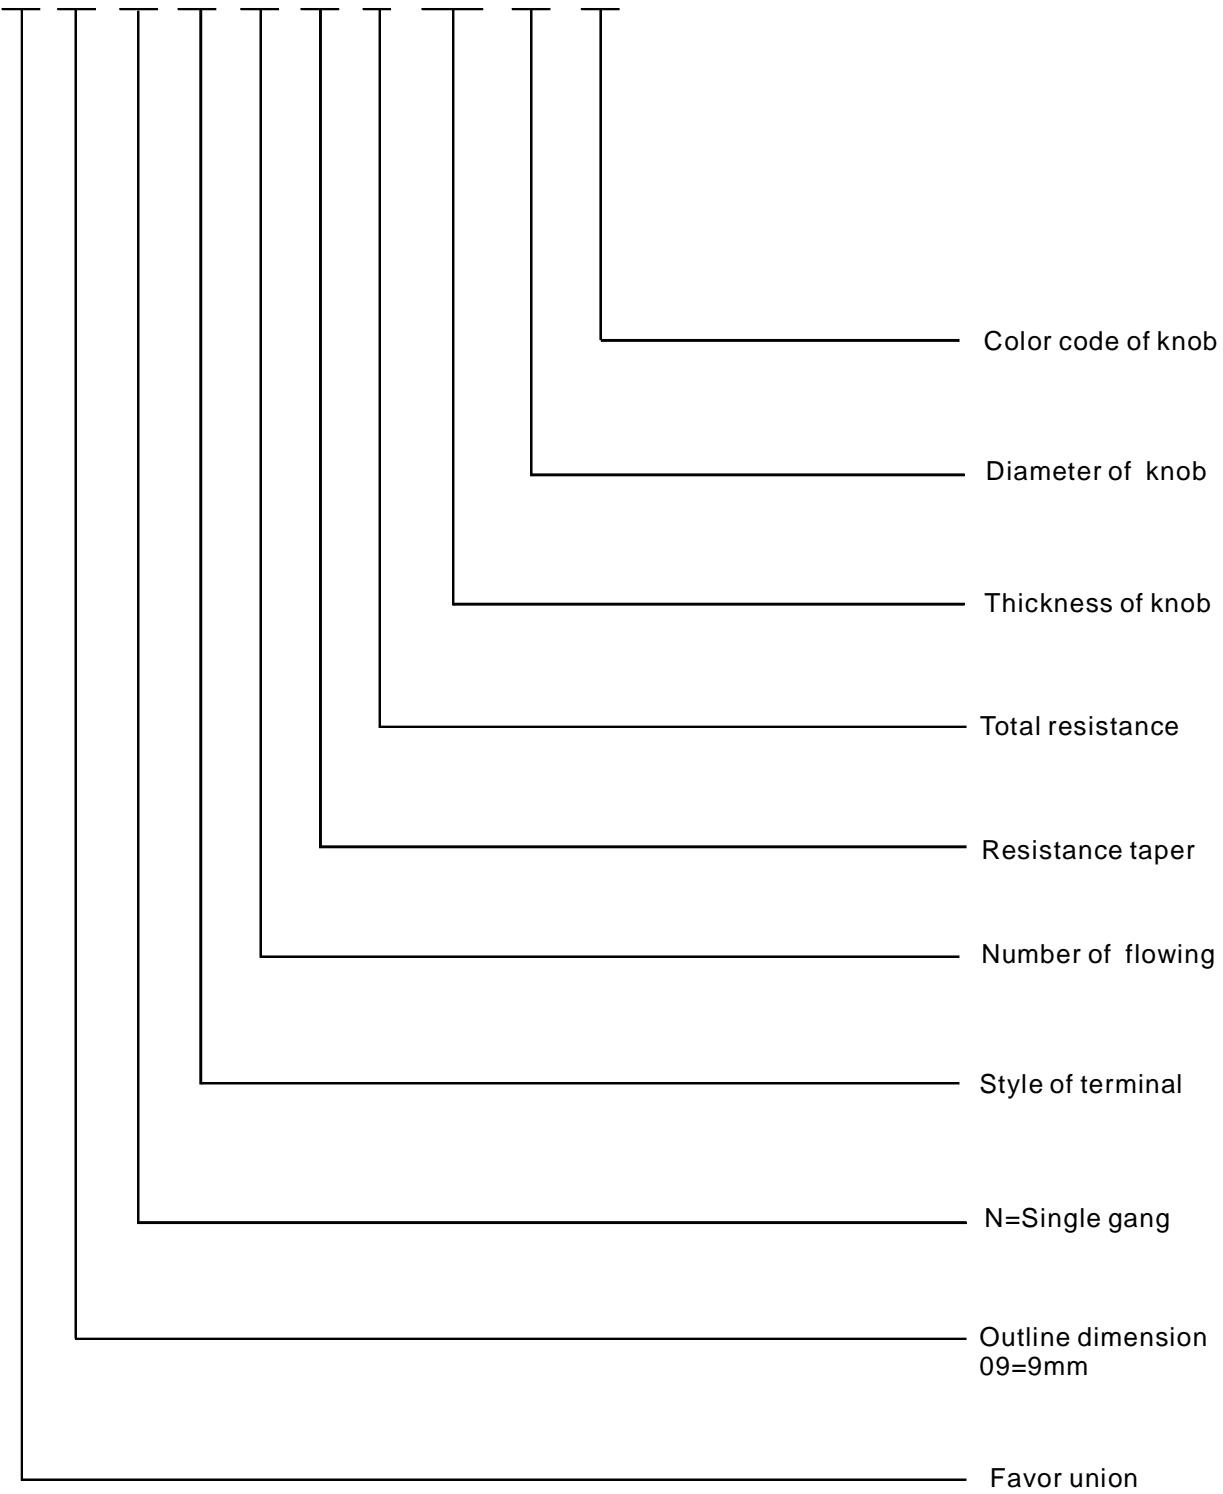 Color code of knob
Diameter of knob
Thickness of knob
Total resistance
Resistance taper
Number of flowing
Style of terminal
N=Single gang
Outline dimension
09=9mm
Favor union